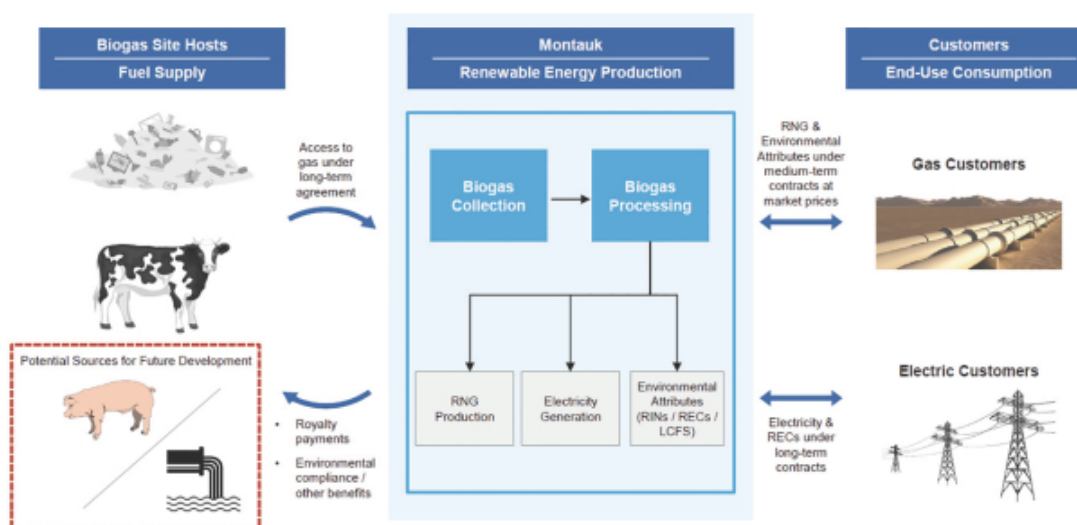 Biogas Site Hosts
Fuel Supply
Montauk
Renewable Energy Production
Customers
End-Use Consumption
Access to
gas under
long-term
agreement
Biogas
Collection
Biogas
Processing
RNG &
Environmental
Attributes under
medium-term
contracts at
market prices
Gas Customers
Potential Sources for Future Development
• Royalty
payments
• Environmental
compliance /
other benefits
RNG
Production
Electricity
Generation
Environmental
Attributes
(RINs / RECs /
LCFS)
Electricity &
RECs under
long-term
contracts
Electric Customers